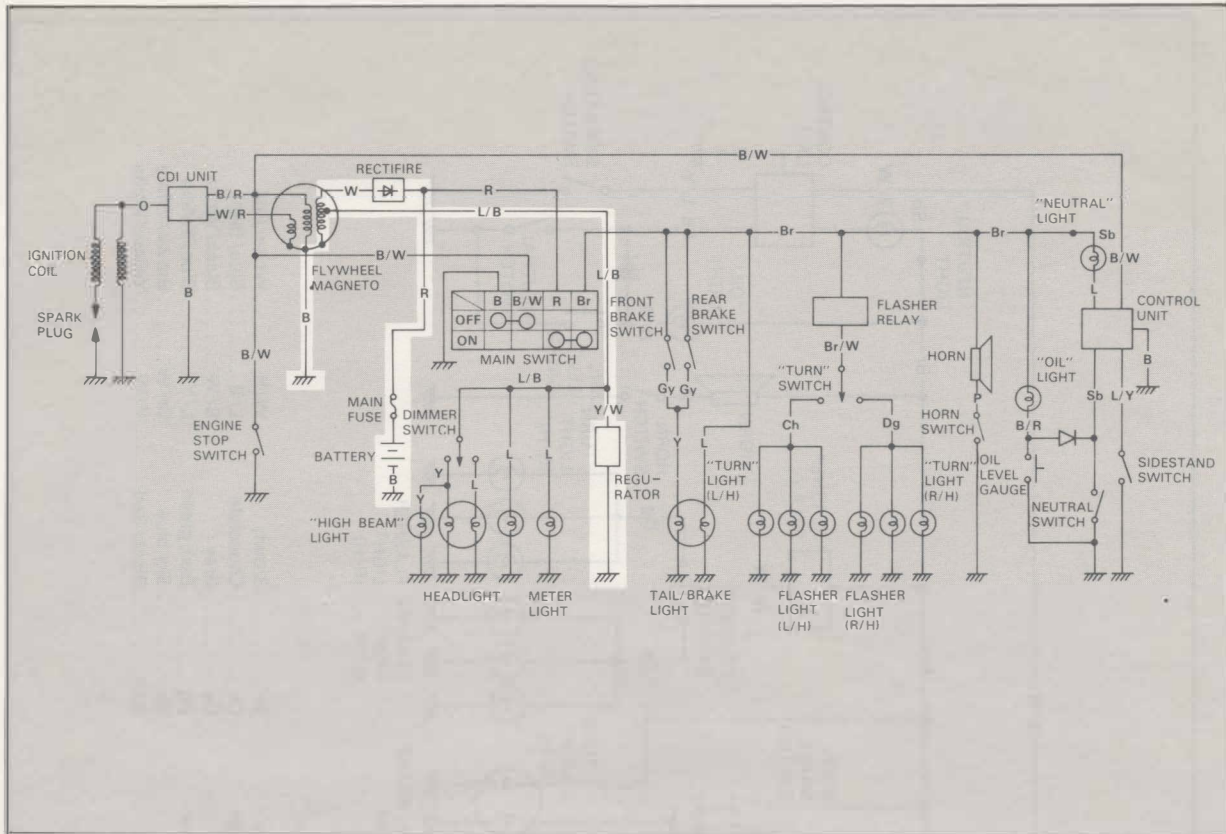 B/W
CDI UNIT
RECTIFIRE
O
B/R
W/R
W
R
L/B
"NEUTRAL"
LIGHT
Br
Br
Sb
IGNITION
COIL
FLYWHEEL
MAGNETO
B/W
L/B
B/W
L
SPARK
PLUG
B
B
R
B
B/W
R
Br
OFF
ON
MAIN SWITCH
FRONT
BRAKE
SWITCH
REAR
BRAKE
SWITCH
FLASHER
RELAY
CONTROL
UNIT
B
B/W
L/B
Br/W
HORN
"OIL"
LIGHT
Sb
L/Y
ENGINE
STOP
SWITCH
MAIN
FUSE
DIMMER
SWITCH
Y/W
Gy
Gy
"TURN"
SWITCH
P
B/R
Ch
Dg
HORN
SWITCH
BATTERY
B
Y
L
L
L
Y
REGU-
RATOR
Y
L
"TURN"
LIGHT
(L/H)
"TURN"
LIGHT
(R/H)
OIL
LEVEL
GAUGE
SIDESTAND
SWITCH
NEUTRAL
SWITCH
"HIGH BEAM"
LIGHT
HEADLIGHT
METER
LIGHT
TAIL/BRAKE
LIGHT
FLASHER
LIGHT
(L/H)
FLASHER
LIGHT
(R/H)